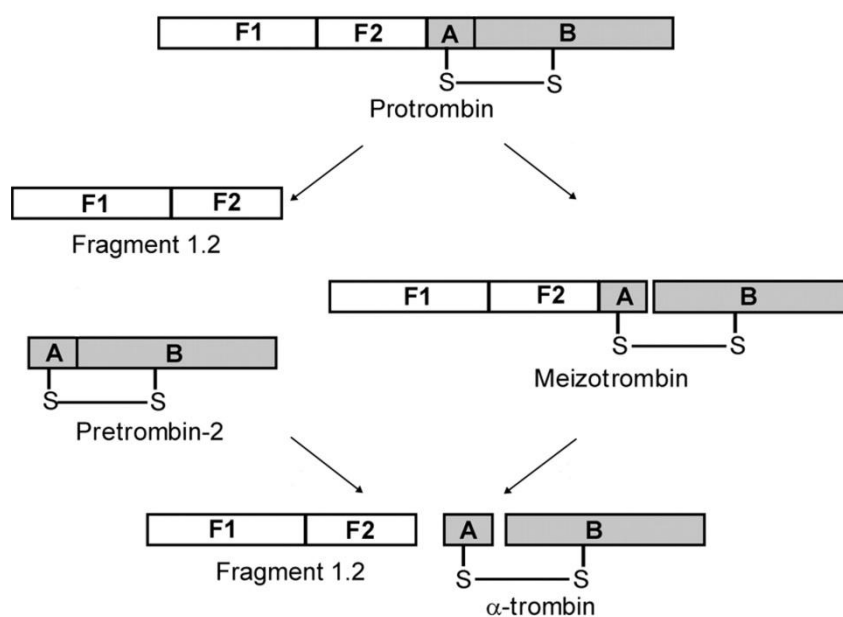 F1 F2 A B
S S
Protrombin
F1 F2
Fragment 1.2
F1 F2 A B
S S
Meizotrombin
A B
S S
Pretrombin-2
F1 F2 A B
Fragment 1.2
S S
α-trombin